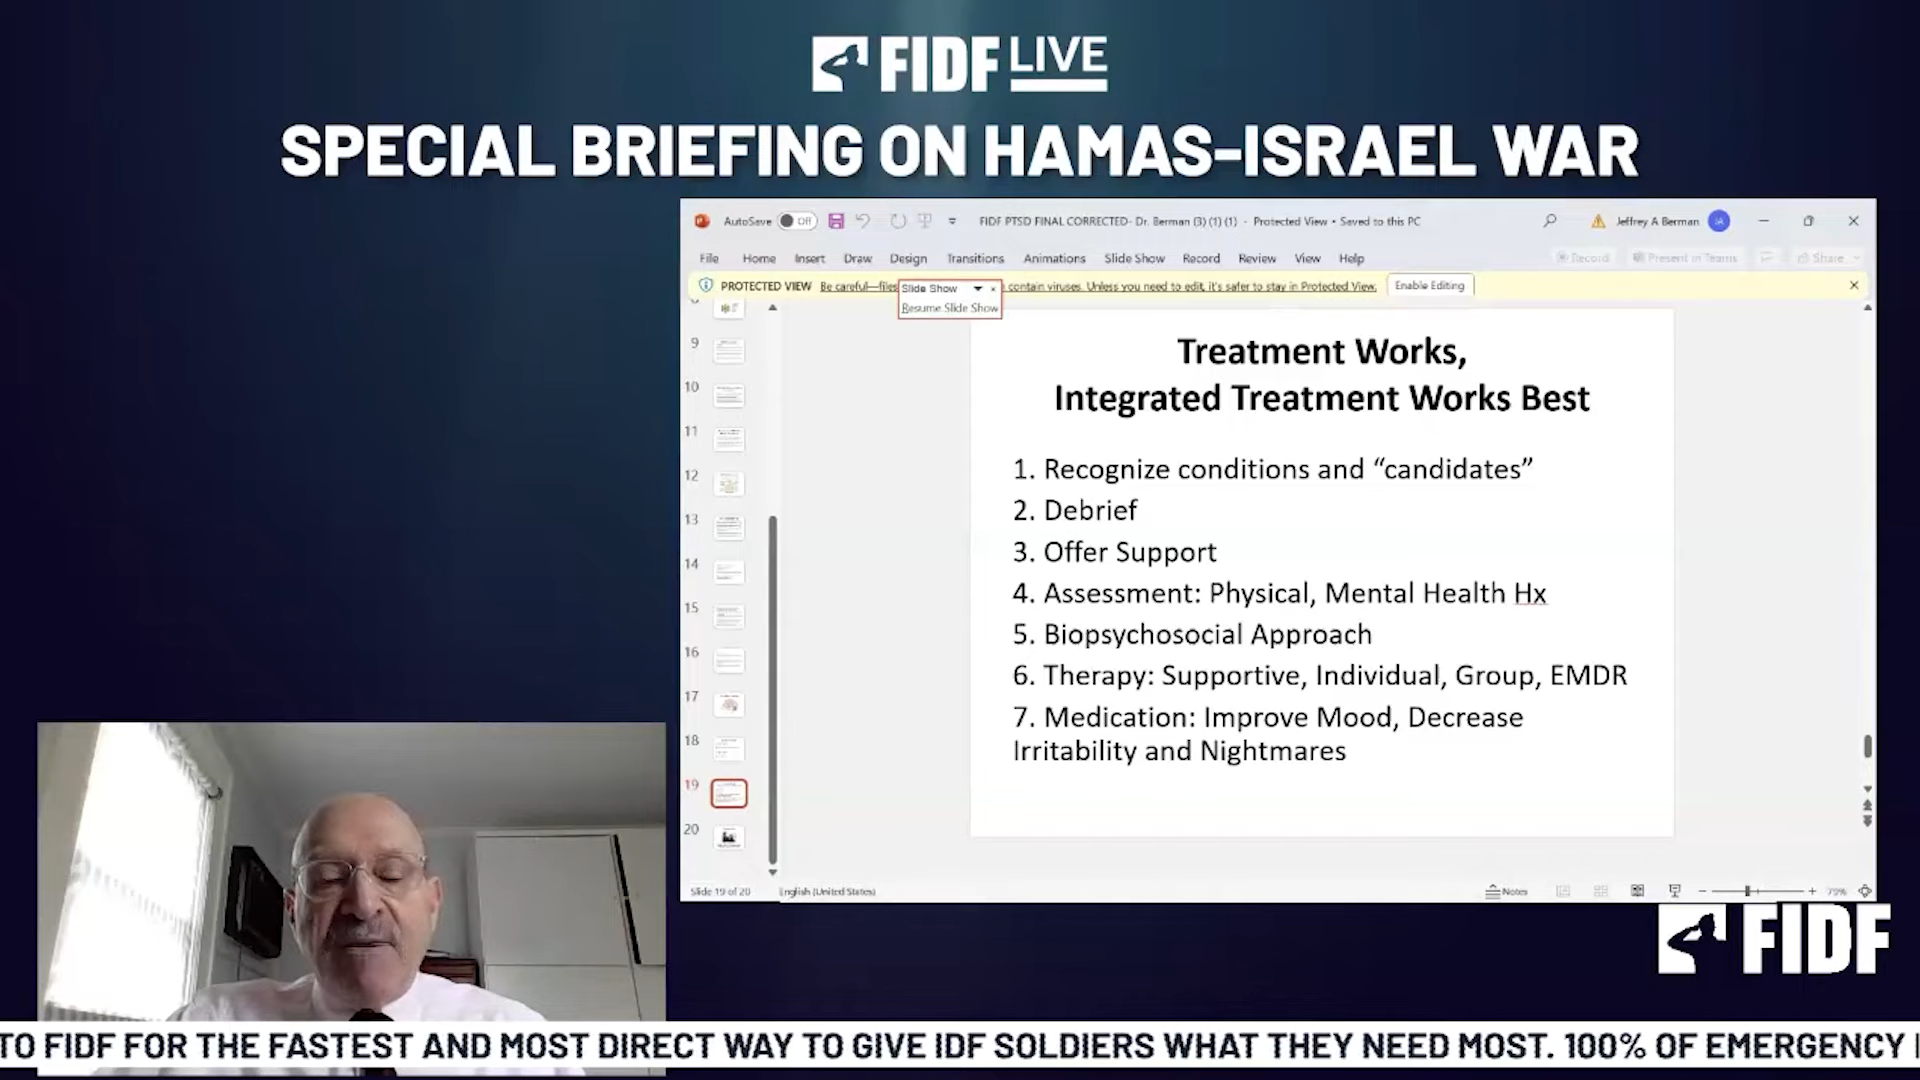 FIDF LIVE
SPECIAL BRIEFING ON HAMAS-ISRAEL WAR
AutoSave Off FIDF PTSD FINAL CORRECTED- Dr. Berman (3) (1) (1) - Protected View • Saved to this PC Jeffrey A Berman JA
File Home Insert Draw Design Transitions Animations Slide Show Record Review View Help Record Present in Teams Share
PROTECTED VIEW Be careful—files contain viruses. Unless you need to edit, it's safer to stay in Protected View. Enable Editing
Slide Show
Resume Slide Show
9
10
11
12
13
14
15
16
17
18
19
20
Treatment Works,
Integrated Treatment Works Best
1. Recognize conditions and “candidates”
2. Debrief
3. Offer Support
4. Assessment: Physical, Mental Health Hx
5. Biopsychosocial Approach
6. Therapy: Supportive, Individual, Group, EMDR
7. Medication: Improve Mood, Decrease
Irritability and Nightmares
Slide 19 of 20 English (United States) Notes 79%
FIDF
TO FIDF FOR THE FASTEST AND MOST DIRECT WAY TO GIVE IDF SOLDIERS WHAT THEY NEED MOST. 100% OF EMERGENCY